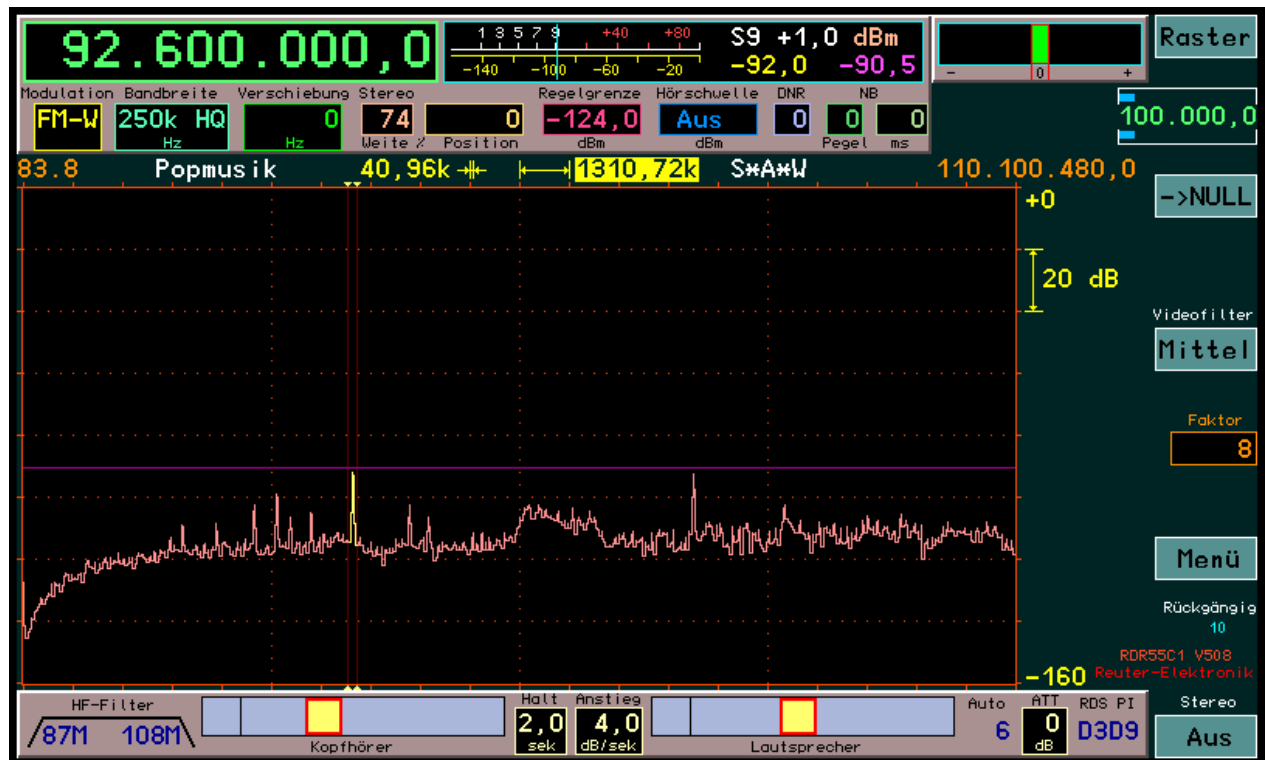 92.600.000,0
1 3 5 7 9 +40 +80
-140 -100 -60 -20
S9 +1,0 dBm
-92,0 -90,5
- 0 +
Raster
Modulation Bandbreite Verschiebung Stereo Regelgrenze Hörschwelle DNR NB
FM-W 250k HQ 0 74 0 -124,0 Aus 0 0 0
Hz Hz Weite % Position dBm dBm Pegel ms
100.000,0
83.8 Popmusik 40,96k 1310,72k S*A*W 110.100.480,0
+0
->NULL
20 dB
Videofilter
Mittel
Faktor
8
Menü
Rückgängig
10
RDR55C1 V508
-160 Reuter-Elektronik
HF-Filter
87M 108M
Kopfhörer
Halt Anstieg
2,0 4,0
sek dB/sek
Lautsprecher
Auto ATT RDS PI
6 0 D3D9
dB
Stereo
Aus